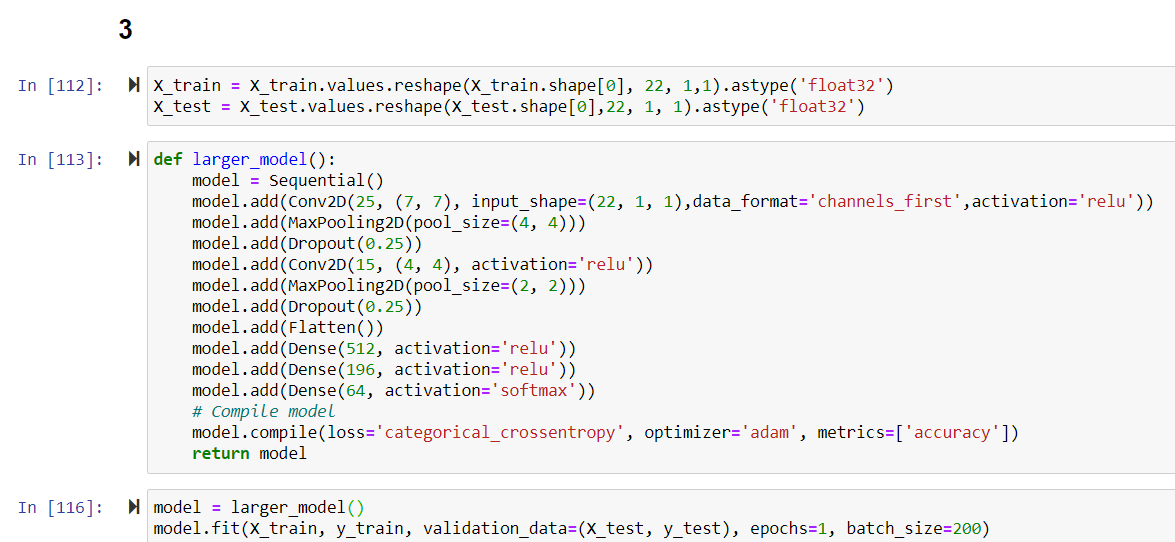 3
In [112]:
X_train = X_train.values.reshape(X_train.shape[0], 22, 1,1).astype('float32')
X_test = X_test.values.reshape(X_test.shape[0],22, 1, 1).astype('float32')
In [113]:
def larger_model():
    model = Sequential()
    model.add(Conv2D(25, (7, 7), input_shape=(22, 1, 1),data_format='channels_first',activation='relu'))
    model.add(MaxPooling2D(pool_size=(4, 4)))
    model.add(Dropout(0.25))
    model.add(Conv2D(15, (4, 4), activation='relu'))
    model.add(MaxPooling2D(pool_size=(2, 2)))
    model.add(Dropout(0.25))
    model.add(Flatten())
    model.add(Dense(512, activation='relu'))
    model.add(Dense(196, activation='relu'))
    model.add(Dense(64, activation='softmax'))
    # Compile model
    model.compile(loss='categorical_crossentropy', optimizer='adam', metrics=['accuracy'])
    return model
In [116]:
model = larger_model()
model.fit(X_train, y_train, validation_data=(X_test, y_test), epochs=1, batch_size=200)